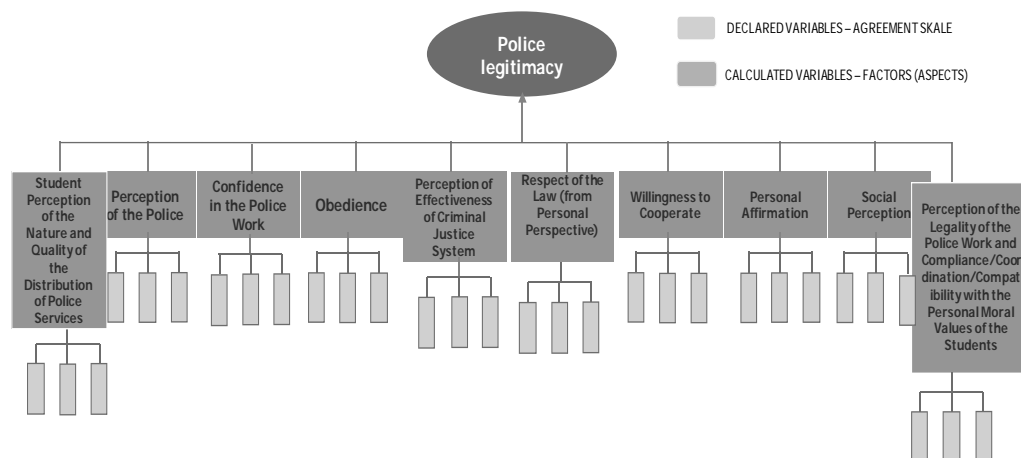 Police
legitimacy
DECLARED VARIABLES – AGREEMENT SKALE
CALCULATED VARIABLES – FACTORS (ASPECTS)
Student
Perception
of the
Nature and
Quality of
the
Distribution
of Police
Services
Perception
of the Police
Confidence
in the Police
Work
Obedience
Perception of
Effectiveness
of Criminal
Justice
System
Respect of
the Law (from
Personal
Perspective)
Willingness to
Cooperate
Personal
Affirmation
Social
Perception
Perception of the
Legality of the
Police Work and
Compliance/Coor
dination/Compat
ibility with the
Personal Moral
Values of the
Students